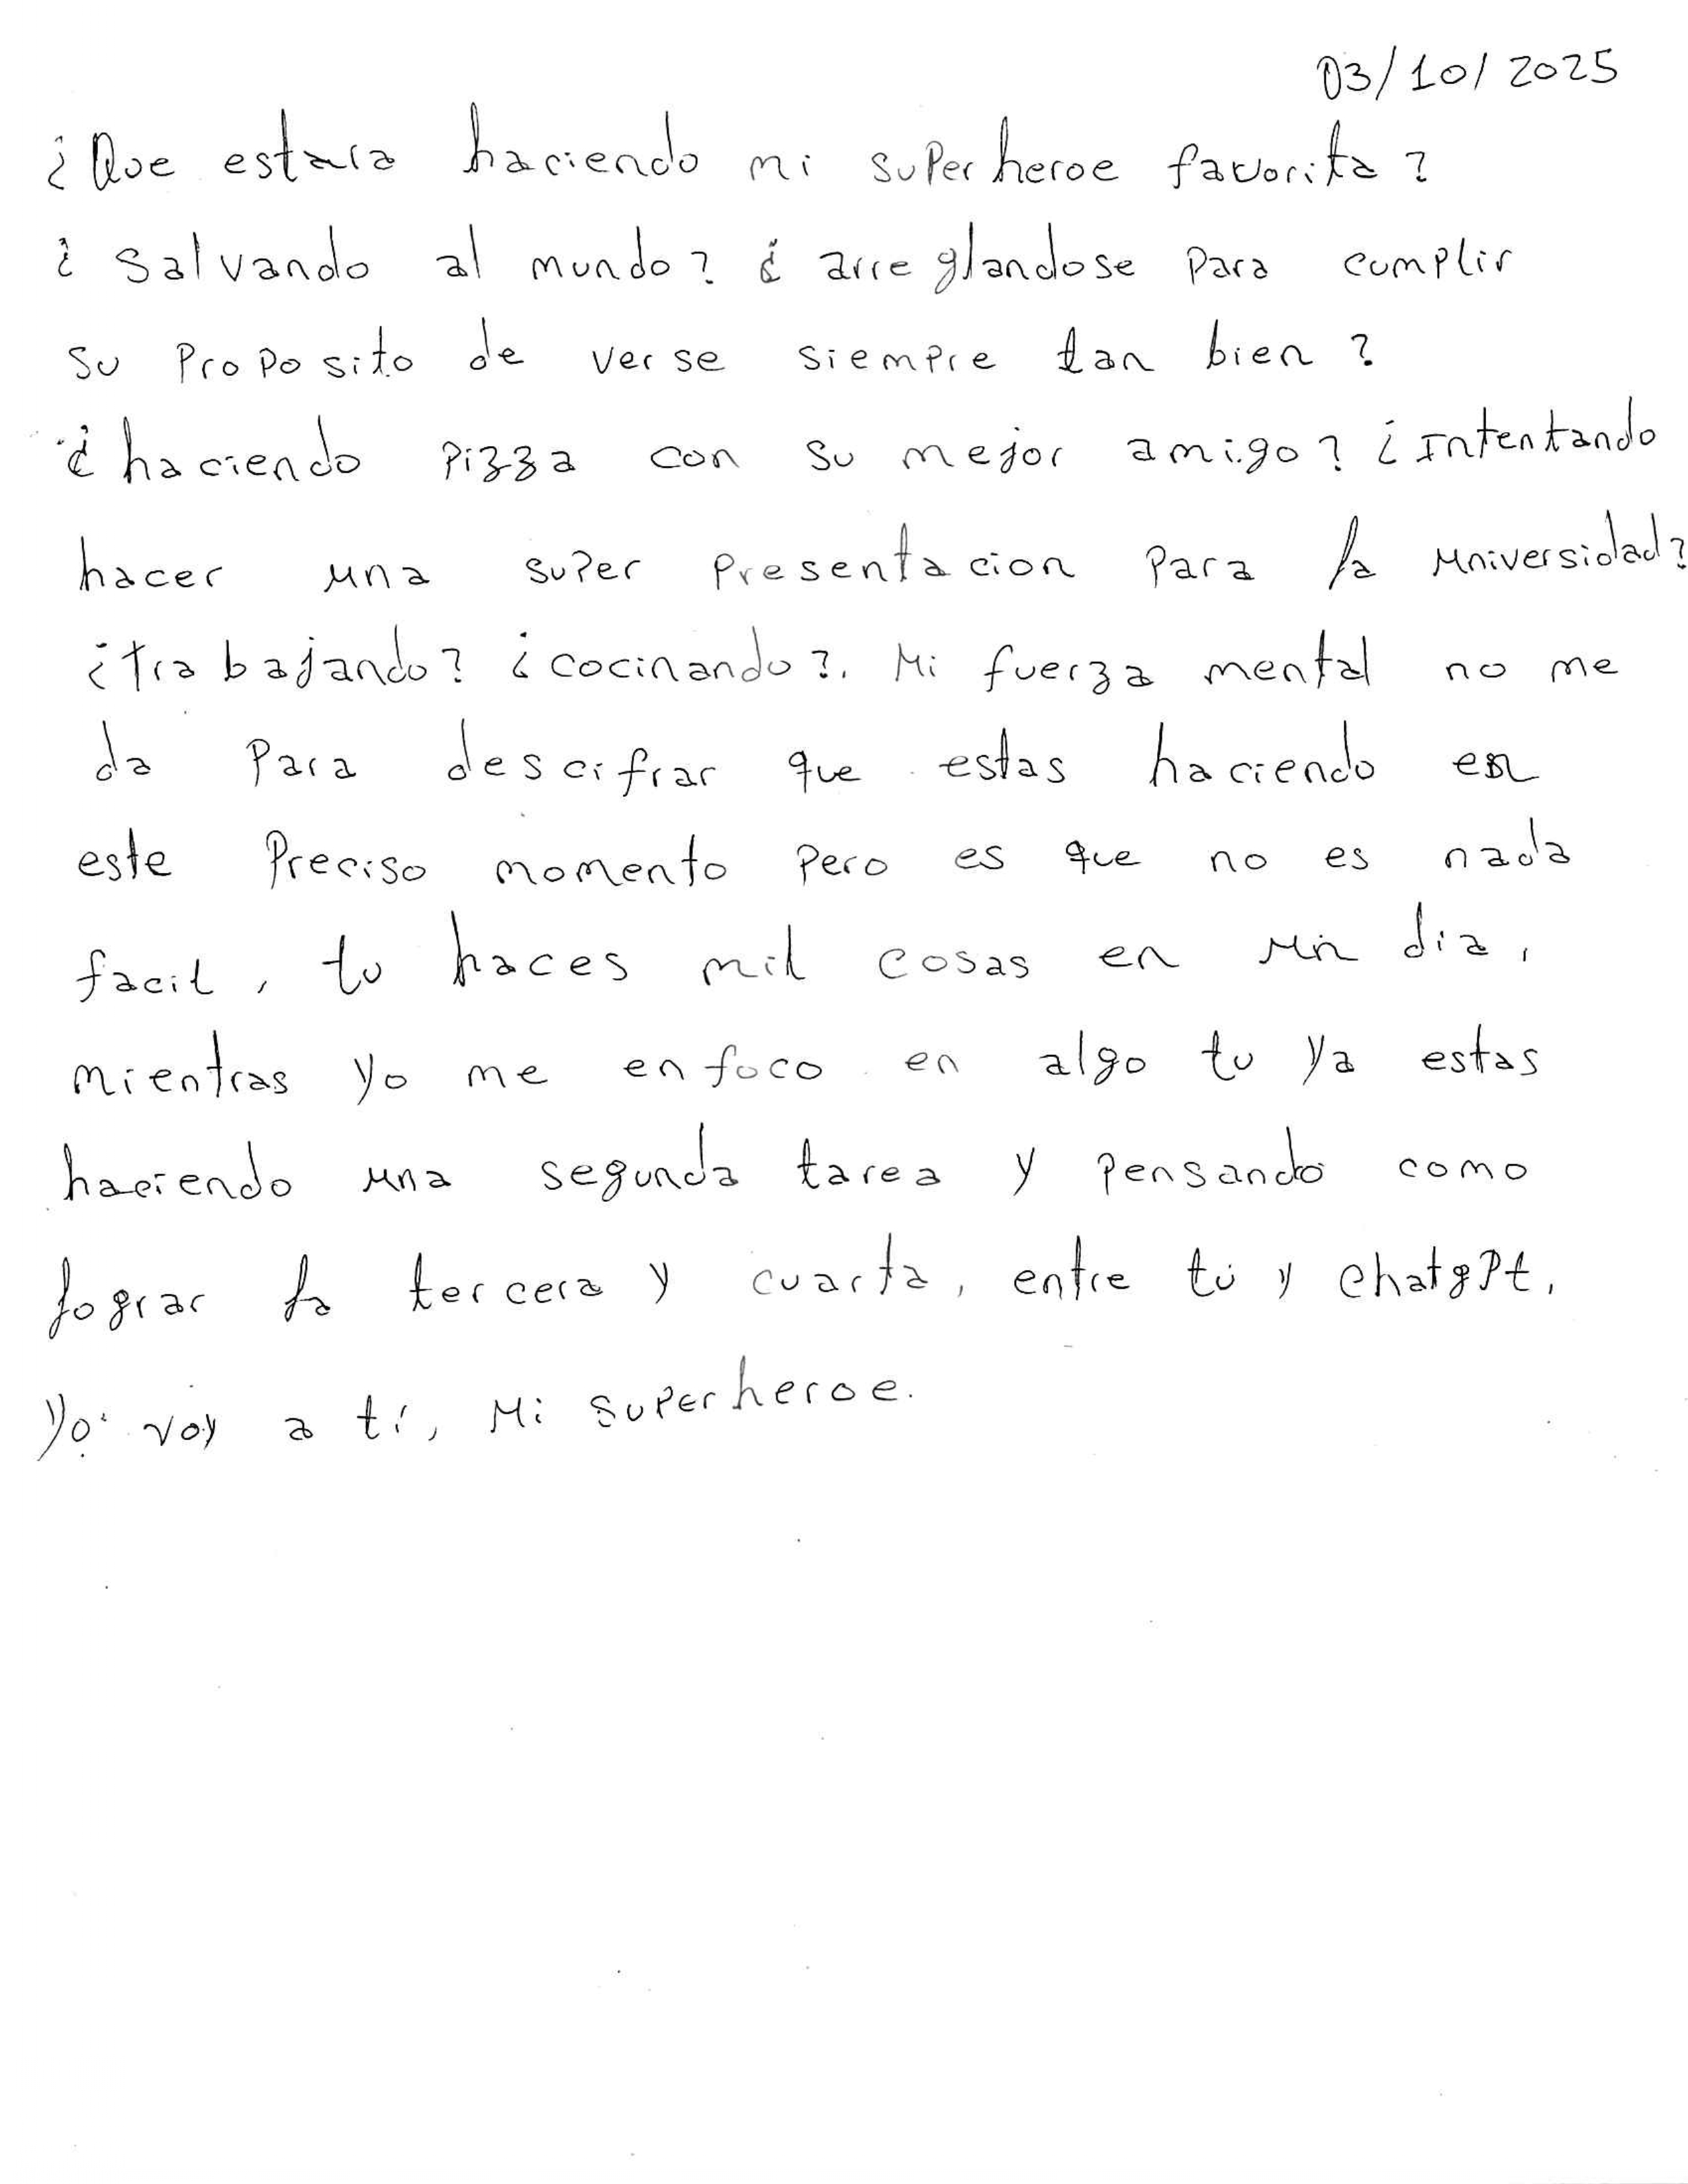 03/10/2025
¿Que estara haciendo mi superheroe favorita?
¿salvando al mundo? ¿arreglandose para cumplir
su proposito de verse siempre tan bien?
¿haciendo pizza con su mejor amigo? ¿Intentando
hacer una super presentacion para la universidad?
¿trabajando? ¿cocinando?. Mi fuerza mental no me
da para descifrar que estas haciendo en
este preciso momento pero es que no es nada
facil, tu haces mil cosas en un dia,
mientras yo me enfoco en algo tu ya estas
haciendo una segunda tarea y pensando como
lograr la tercera y cuarta, entre tú y chatgpt,
yo voy a tí, Mi superheroe.